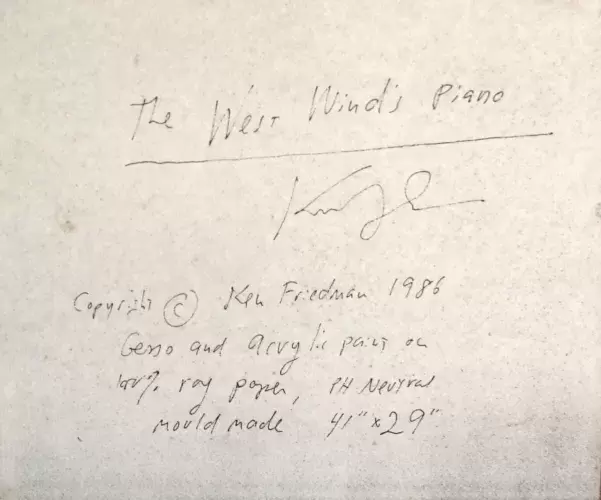 The West Wind's Piano
Copyright © Ken Friedman 1986
Gesso and acrylic paint on
100% rag paper, PH Neutral
mould made 41" x 29"